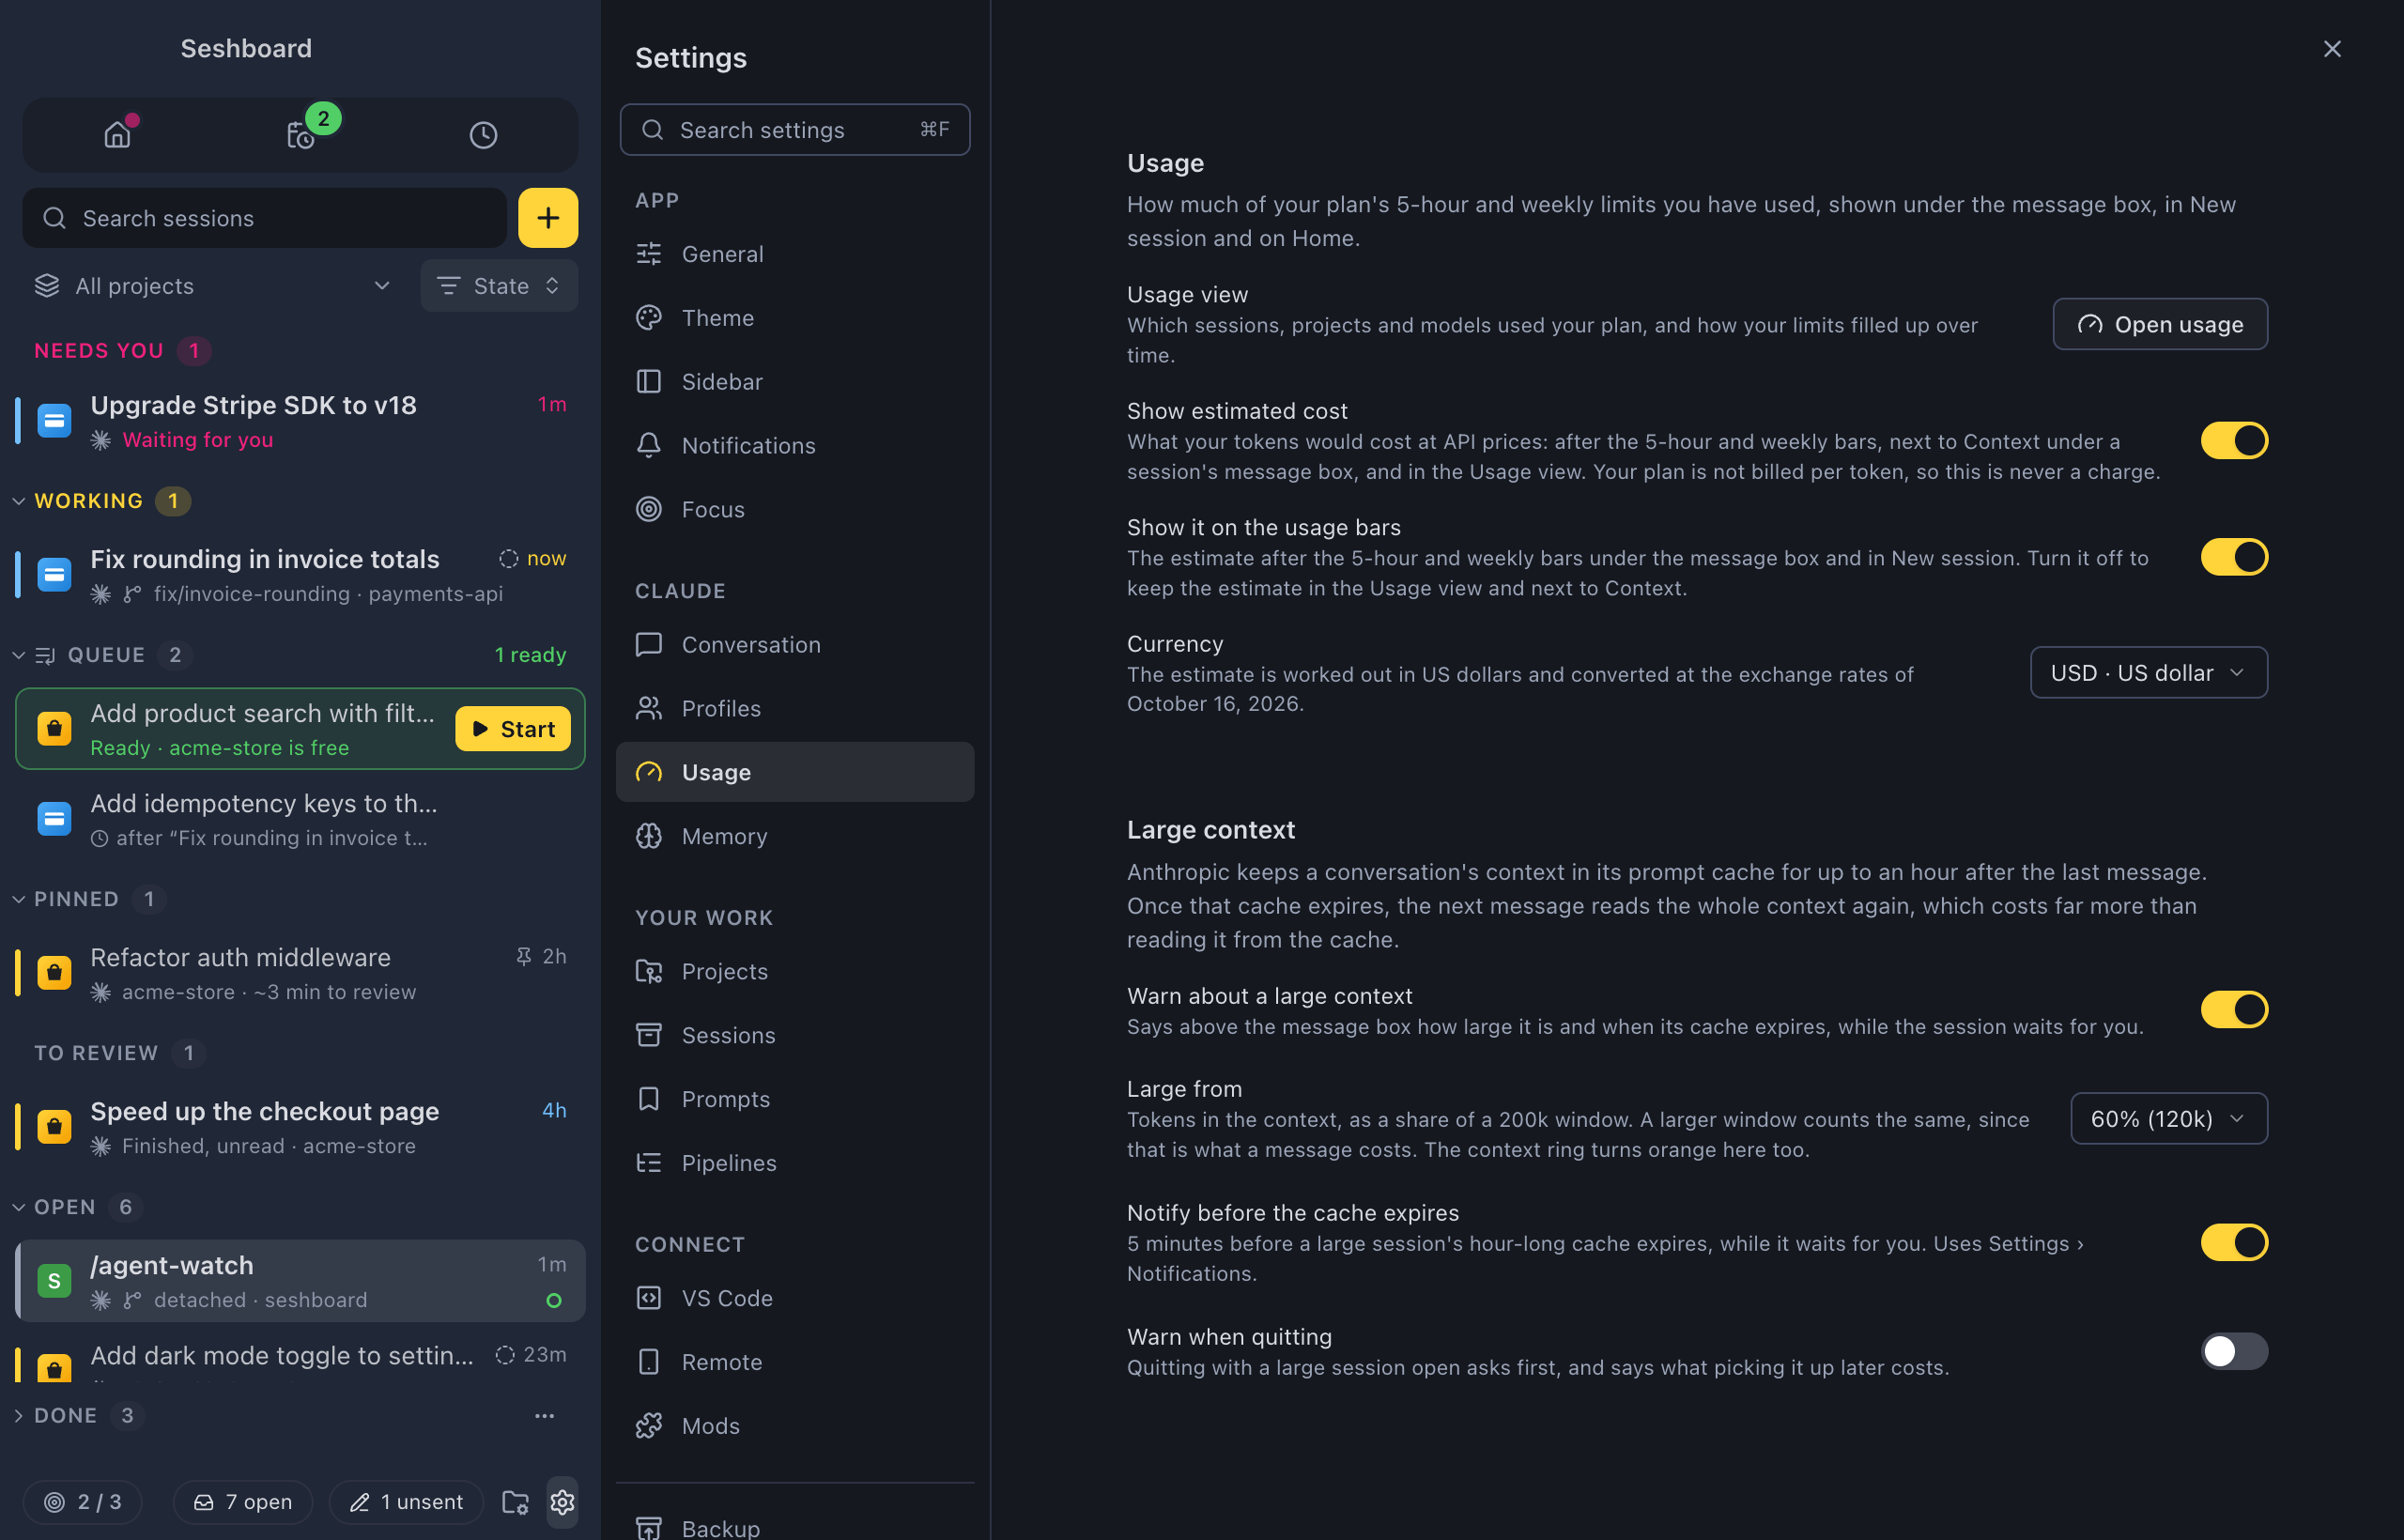 Seshboard
2
Search sessions
All projects
State
NEEDS YOU 1
Upgrade Stripe SDK to v18 1m
Waiting for you
WORKING 1
Fix rounding in invoice totals now
fix/invoice-rounding · payments-api
QUEUE 2 1 ready
Add product search with filt...
Ready · acme-store is free
Start
Add idempotency keys to th...
after “Fix rounding in invoice t...
PINNED 1
Refactor auth middleware 2h
acme-store · ~3 min to review
TO REVIEW 1
Speed up the checkout page 4h
Finished, unread · acme-store
OPEN 6
S
/agent-watch 1m
detached · seshboard
Add dark mode toggle to settin... 23m
DONE 3
2 / 3
7 open
1 unsent
Settings
Search settings ⌘F
APP
General
Theme
Sidebar
Notifications
Focus
CLAUDE
Conversation
Profiles
Usage
Memory
YOUR WORK
Projects
Sessions
Prompts
Pipelines
CONNECT
VS Code
Remote
Mods
Backup
Usage
How much of your plan's 5-hour and weekly limits you have used, shown under the message box, in New
session and on Home.
Usage view
Which sessions, projects and models used your plan, and how your limits filled up over
time.
Open usage
Show estimated cost
What your tokens would cost at API prices: after the 5-hour and weekly bars, next to Context under a
session's message box, and in the Usage view. Your plan is not billed per token, so this is never a charge.
Show it on the usage bars
The estimate after the 5-hour and weekly bars under the message box and in New session. Turn it off to
keep the estimate in the Usage view and next to Context.
Currency
The estimate is worked out in US dollars and converted at the exchange rates of
October 16, 2026.
USD · US dollar
Large context
Anthropic keeps a conversation's context in its prompt cache for up to an hour after the last message.
Once that cache expires, the next message reads the whole context again, which costs far more than
reading it from the cache.
Warn about a large context
Says above the message box how large it is and when its cache expires, while the session waits for you.
Large from
Tokens in the context, as a share of a 200k window. A larger window counts the same, since
that is what a message costs. The context ring turns orange here too.
60% (120k)
Notify before the cache expires
5 minutes before a large session's hour-long cache expires, while it waits for you. Uses Settings ›
Notifications.
Warn when quitting
Quitting with a large session open asks first, and says what picking it up later costs.